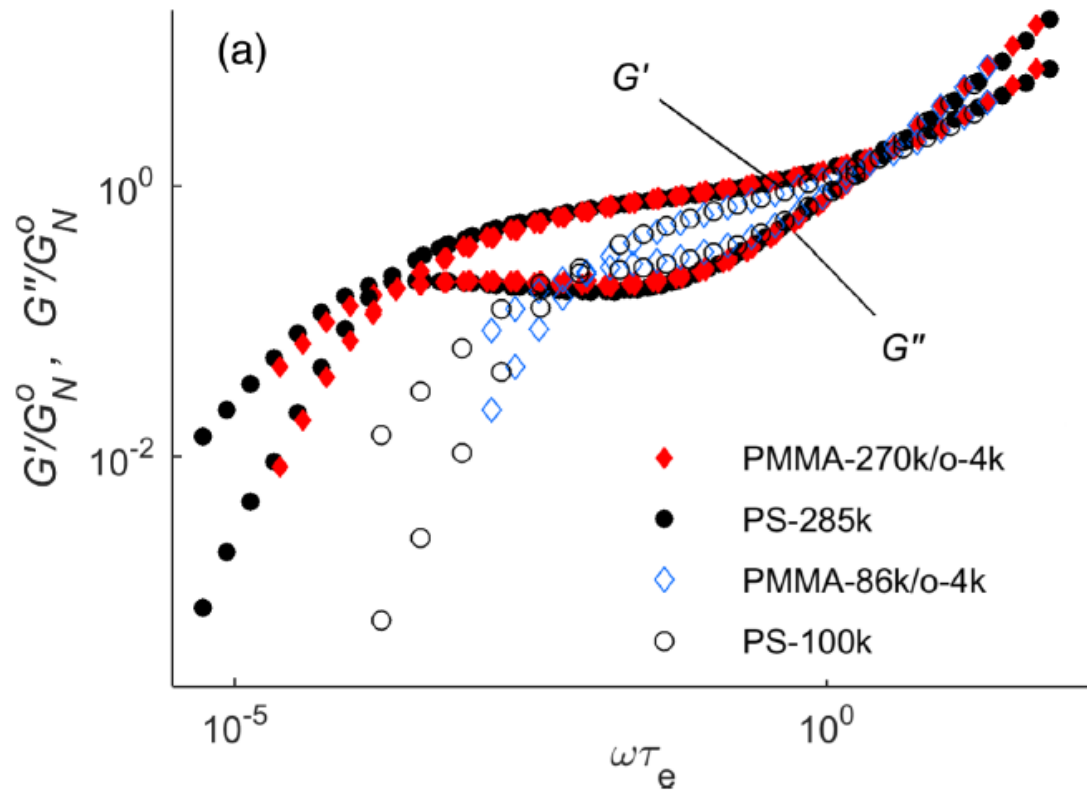 (a)
G'
G"
G'/G_N^o , G"/G_N^o
10^0
10^-2
PMMA-270k/o-4k
PS-285k
PMMA-86k/o-4k
PS-100k
10^-5
10^0
ωτ_e